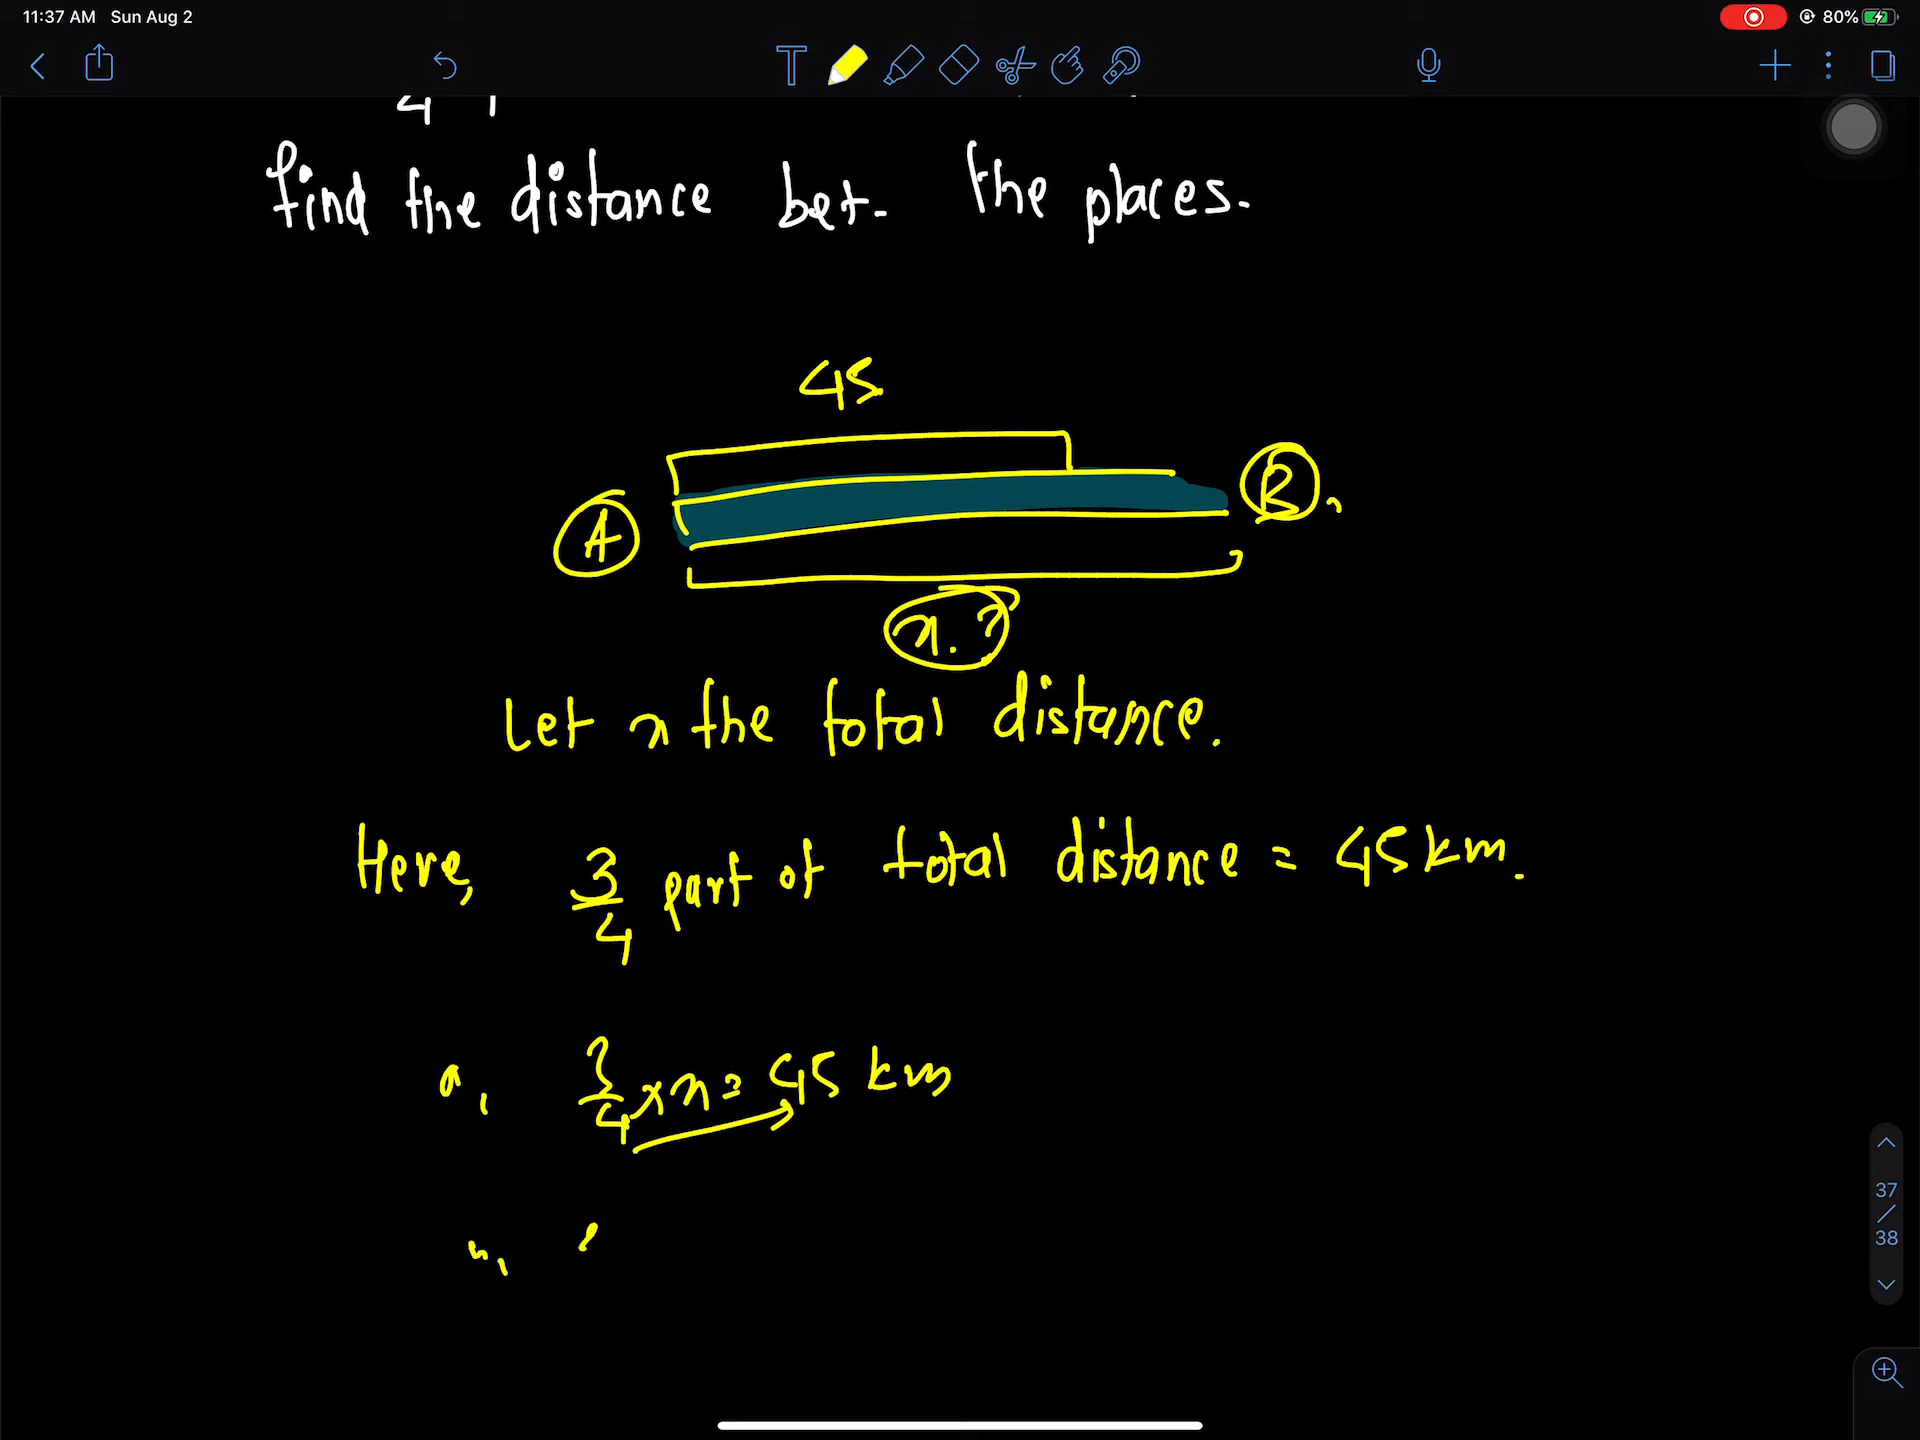 11:37 AM Sun Aug 2
80%
find the distance bet. the places.
45
A
B
x. ?
Let x the total distance.
Here, 3/4 part of total distance = 45 km.
3/4 × x = 45 km
37
/
38